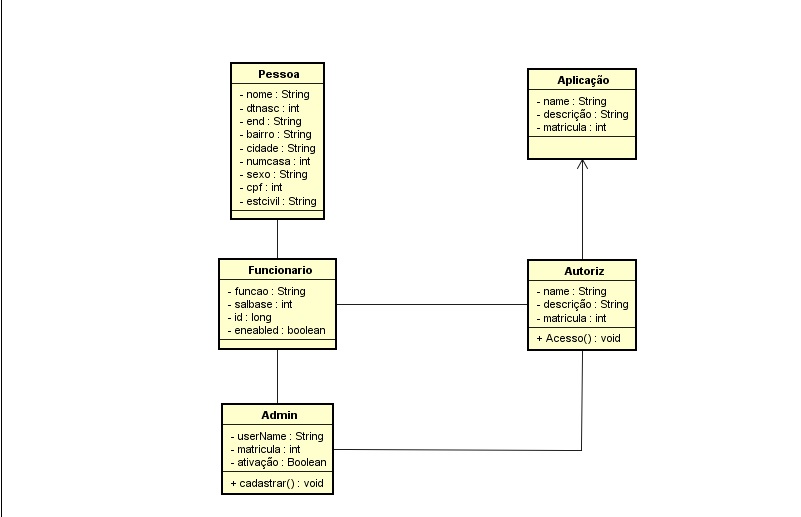 Pessoa
- nome : String
- dtnasc : int
- end : String
- bairro : String
- cidade : String
- numcasa : int
- sexo : String
- cpf : int
- estcivil : String
Aplicação
- name : String
- descrição : String
- matricula : int
Funcionario
- funcao : String
- salbase : int
- id : long
- eneabled : boolean
Autoriz
- name : String
- descrição : String
- matricula : int
+ Acesso() : void
Admin
- userName : String
- matricula : int
- ativação : Boolean
+ cadastrar() : void